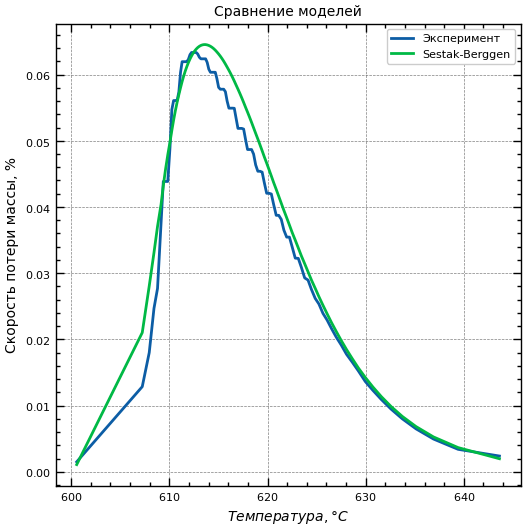 Сравнение моделей
Эксперимент
Sestak-Berggen
Скорость потери массы, %
0.06
0.05
0.04
0.03
0.02
0.01
0.00
600
610
620
630
640
Температура, °C